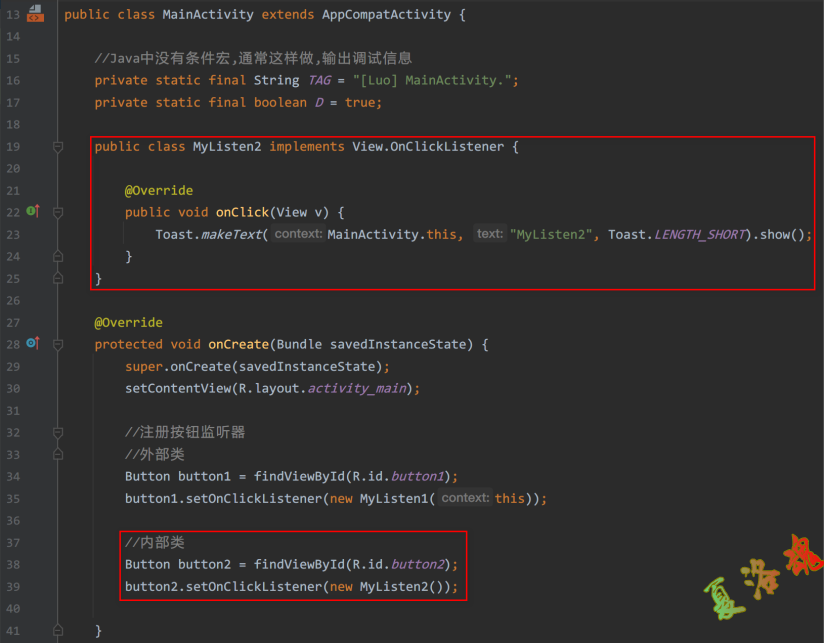 13 public class MainActivity extends AppCompatActivity {
14
15 //Java中没有条件宏,通常这样做,输出调试信息
16 private static final String TAG = "[Luo] MainActivity.";
17 private static final boolean D = true;
18
19 public class MyListen2 implements View.OnClickListener {
20
21 @Override
22 public void onClick(View v) {
23 Toast.makeText( context: MainActivity.this, text: "MyListen2", Toast.LENGTH_SHORT).show();
24 }
25 }
26
27 @Override
28 protected void onCreate(Bundle savedInstanceState) {
29 super.onCreate(savedInstanceState);
30 setContentView(R.layout.activity_main);
31
32 //注册按钮监听器
33 //外部类
34 Button button1 = findViewById(R.id.button1);
35 button1.setOnClickListener(new MyListen1( context: this));
36
37 //内部类
38 Button button2 = findViewById(R.id.button2);
39 button2.setOnClickListener(new MyListen2());
40
41 }
夏洛